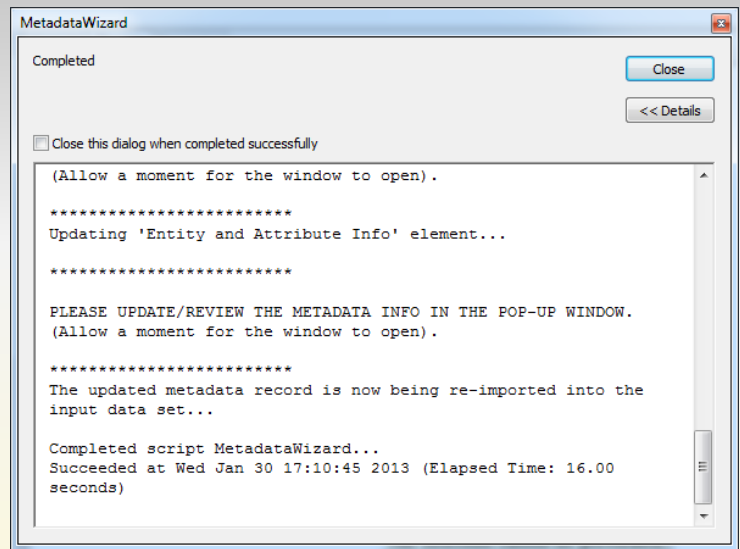 MetadataWizard
Completed
Close
<< Details
Close this dialog when completed successfully
(Allow a moment for the window to open).
*************************
Updating 'Entity and Attribute Info' element...
*************************
PLEASE UPDATE/REVIEW THE METADATA INFO IN THE POP-UP WINDOW.
(Allow a moment for the window to open).
*************************
The updated metadata record is now being re-imported into the
input data set...
Completed script MetadataWizard...
Succeeded at Wed Jan 30 17:10:45 2013 (Elapsed Time: 16.00
seconds)